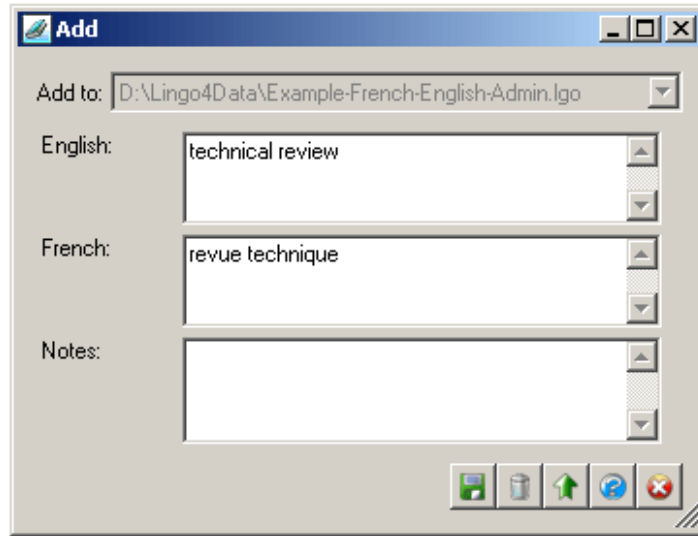 Add
Add to: D:\Lingo4Data\Example-French-English-Admin.lgo
English: technical review
French: revue technique
Notes: